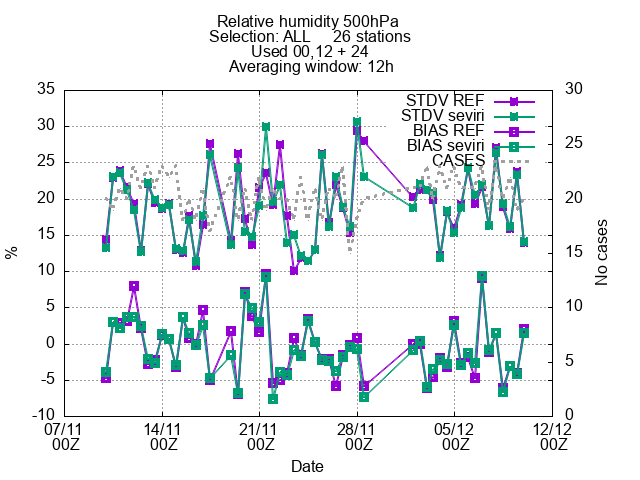 Relative humidity 500hPa
Selection: ALL 26 stations
Used 00,12 + 24
Averaging window: 12h
35
30
25
20
15
10
5
0
-5
-10
%
30
25
20
15
10
5
0
No cases
STDV REF
STDV seviri
BIAS REF
BIAS seviri
CASES
07/11 14/11 21/11 28/11 05/12 12/12
00Z 00Z 00Z 00Z 00Z 00Z
Date